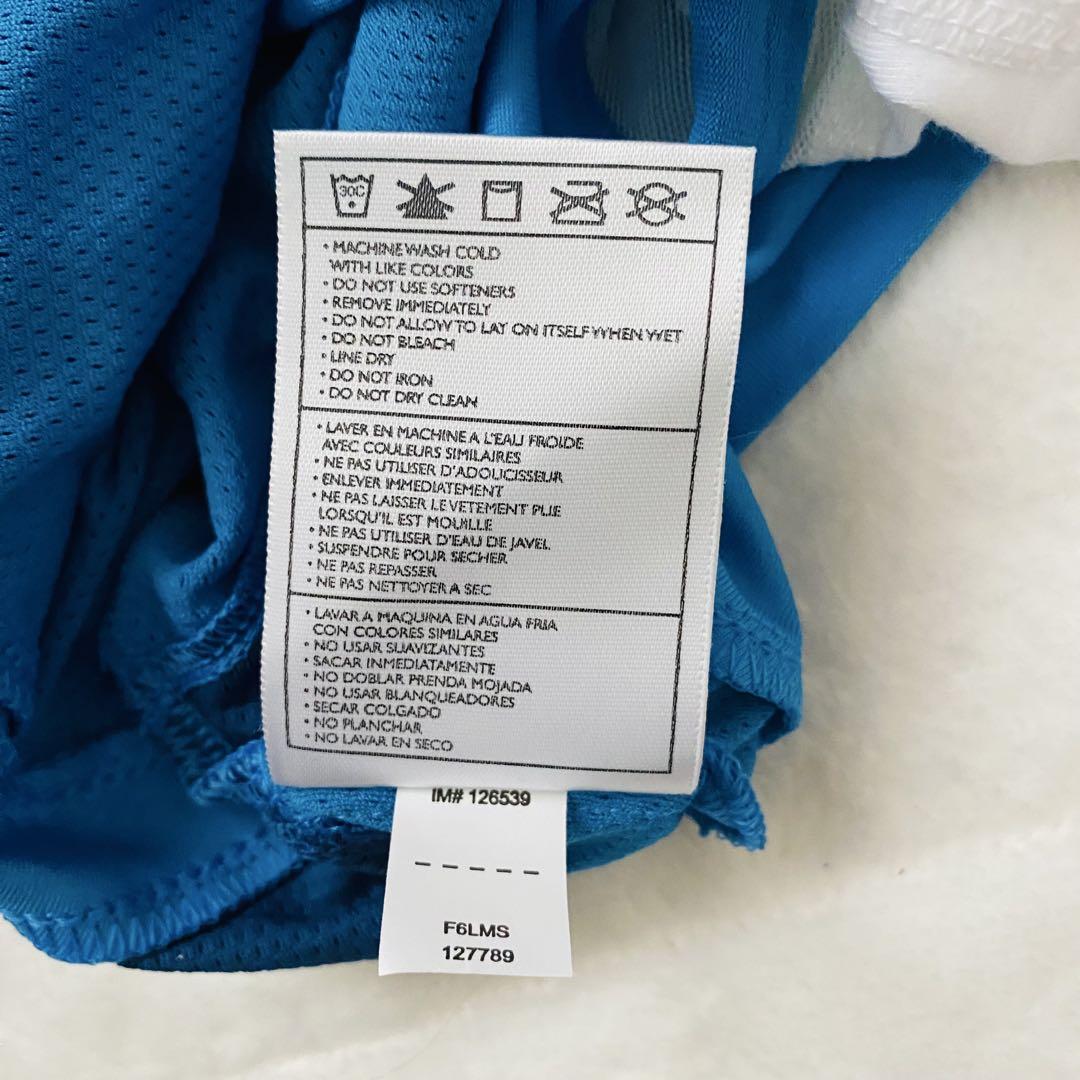 30C
• MACHINE WASH COLD
WITH LIKE COLORS
• DO NOT USE SOFTENERS
• REMOVE IMMEDIATELY
• DO NOT ALLOW TO LAY ON ITSELF WHEN WET
• DO NOT BLEACH
• LINE DRY
• DO NOT IRON
• DO NOT DRY CLEAN
• LAVER EN MACHINE A L'EAU FROIDE
AVEC COULEURS SIMILAIRES
• NE PAS UTILISER D'ADOUCISSEUR
• ENLEVER IMMEDIATEMENT
• NE PAS LAISSER LE VETEMENT PLIE
LORSQU'IL EST MOUILLE
• NE PAS UTILISER D'EAU DE JAVEL
• SUSPENDRE POUR SECHER
• NE PAS REPASSER
• NE PAS NETTOYER A SEC
• LAVAR A MAQUINA EN AGUA FRIA
CON COLORES SIMILARES
• NO USAR SUAVIZANTES
• SACAR INMEDIATAMENTE
• NO DOBLAR PRENDA MOJADA
• NO USAR BLANQUEADORES
• SECAR COLGADO
• NO PLANCHAR
• NO LAVAR EN SECO
IM# 126539
- - - - -
F6LMS
127789